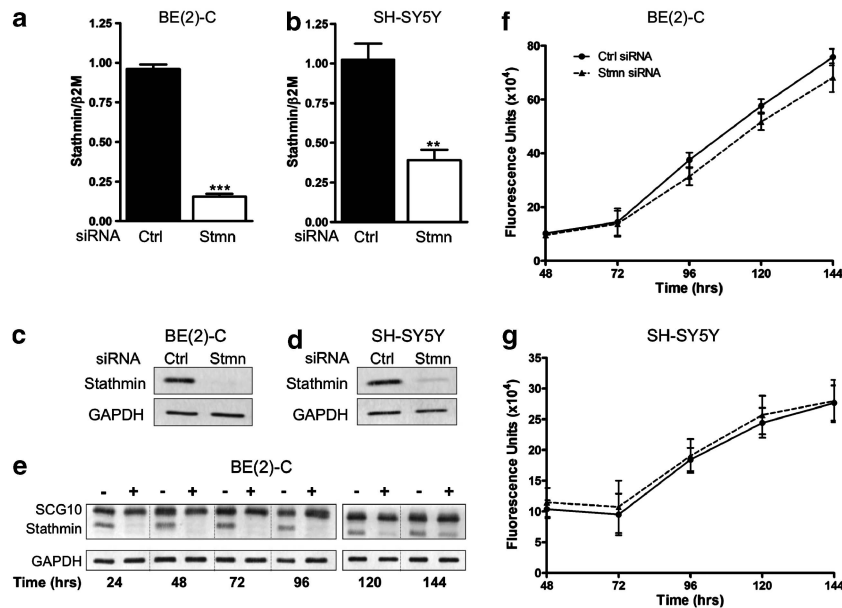 a
BE(2)-C
Stathmin/β2M
1.25
1.00
0.75
0.50
0.25
0.00
***
siRNA Ctrl Stmn
b
SH-SY5Y
Stathmin/β2M
1.25
1.00
0.75
0.50
0.25
0.00
**
siRNA Ctrl Stmn
c
BE(2)-C
siRNA Ctrl Stmn
Stathmin
GAPDH
d
SH-SY5Y
siRNA Ctrl Stmn
Stathmin
GAPDH
e
BE(2)-C
- + - + - + - + - + - +
SCG10
Stathmin
GAPDH
Time (hrs) 24 48 72 96 120 144
f
BE(2)-C
Fluorescence Units (x10⁴)
80
60
40
20
0
Ctrl siRNA
Stmn siRNA
48 72 96 120 144
Time (hrs)
g
SH-SY5Y
Fluorescence Units (x10⁴)
35
30
25
20
15
10
5
0
48 72 96 120 144
Time (hrs)